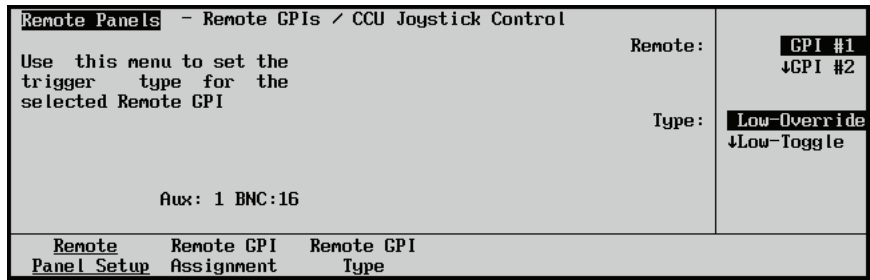 Remote Panels - Remote GPIs / CCU Joystick Control
Remote: GPI #1
↓GPI #2
Use this menu to set the
trigger type for the
selected Remote GPI
Type: Low-Override
↓Low-Toggle
Aux: 1 BNC:16
Remote Panel Setup
Remote GPI Assignment
Remote GPI Type